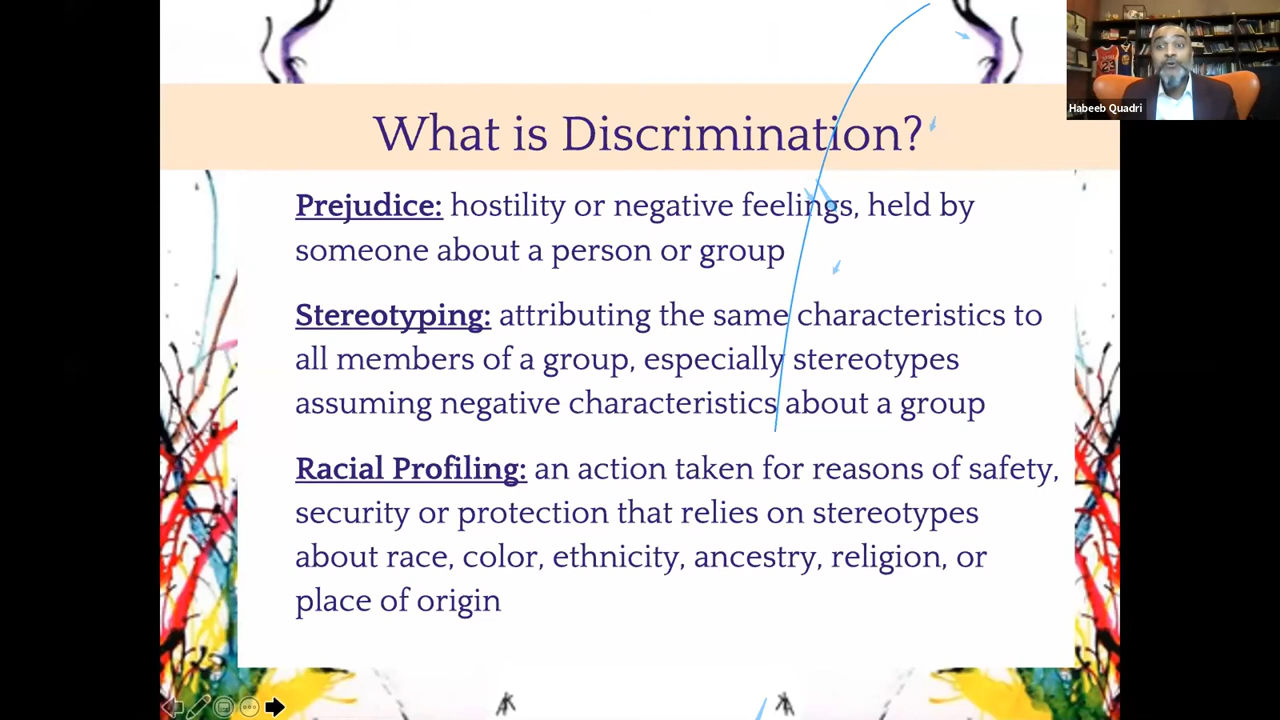 What is Discrimination?
Habeeb Quadri
Prejudice: hostility or negative feelings, held by
someone about a person or group
Stereotyping: attributing the same characteristics to
all members of a group, especially stereotypes
assuming negative characteristics about a group
Racial Profiling: an action taken for reasons of safety,
security or protection that relies on stereotypes
about race, color, ethnicity, ancestry, religion, or
place of origin
23